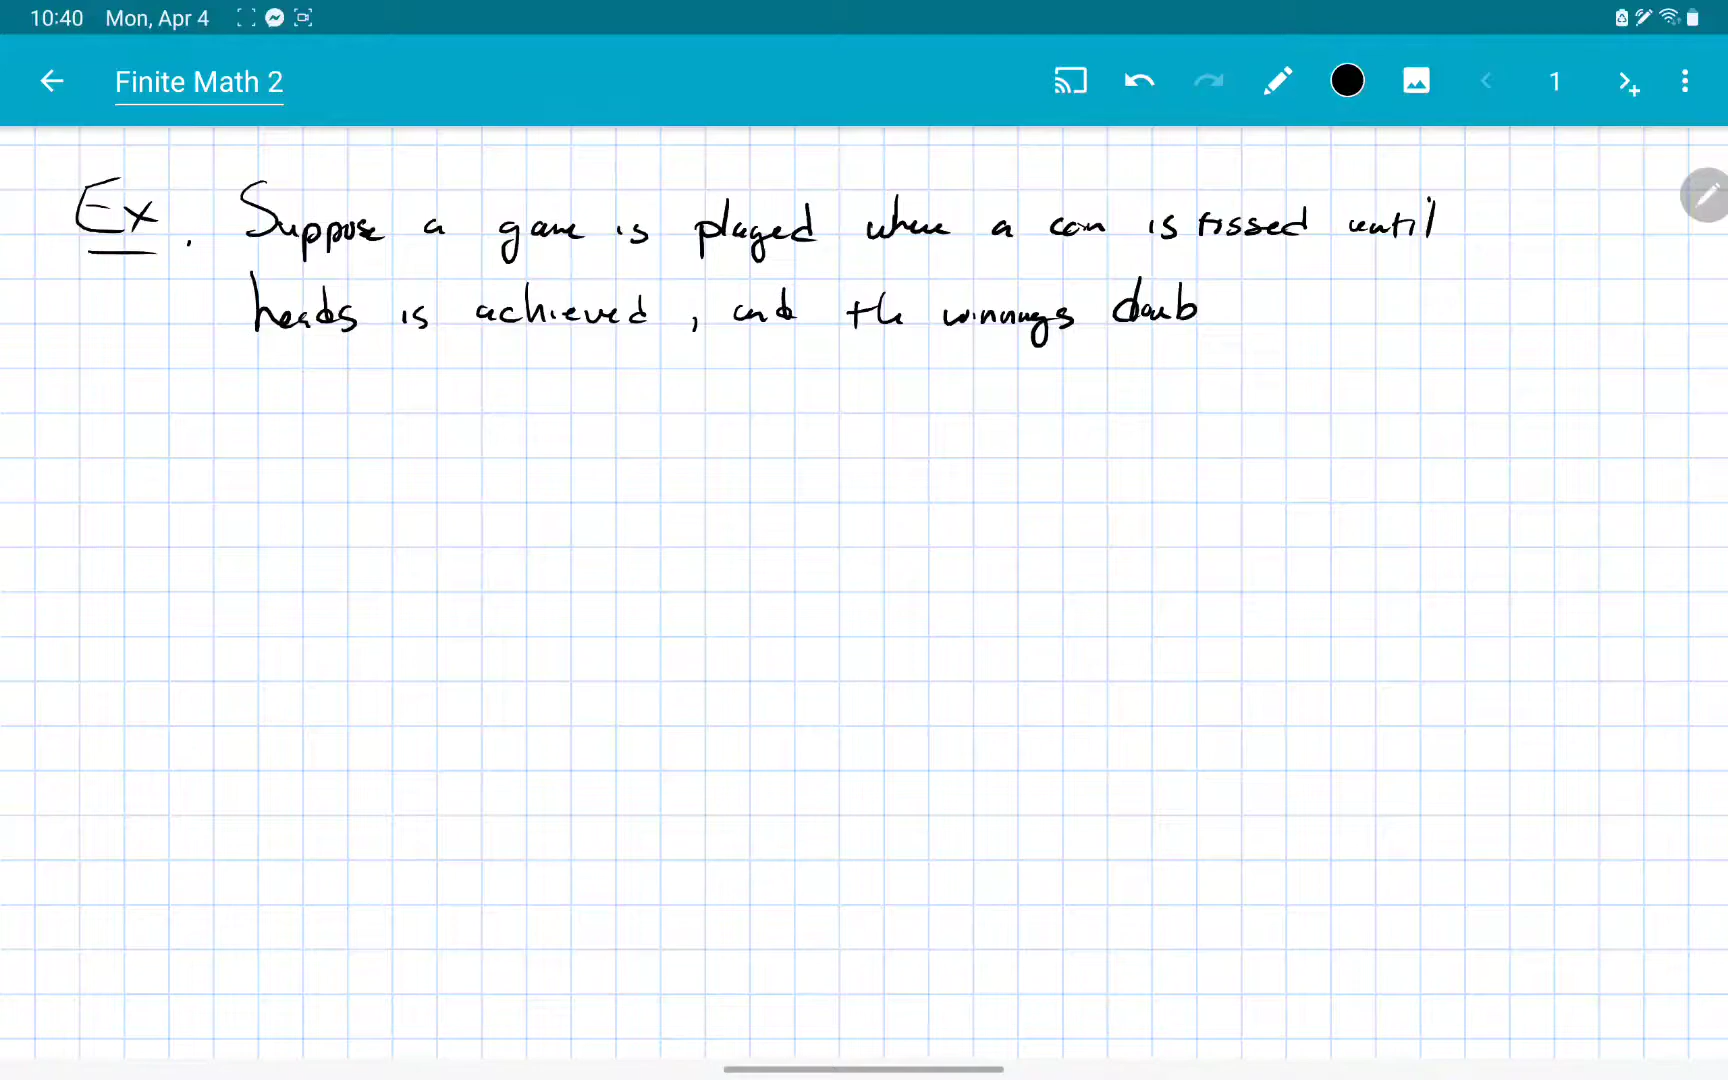 10:40 Mon, Apr 4
Finite Math 2
1
Ex. Suppose a game is played where a coin is tossed until
heads is achieved, and the winnings doub